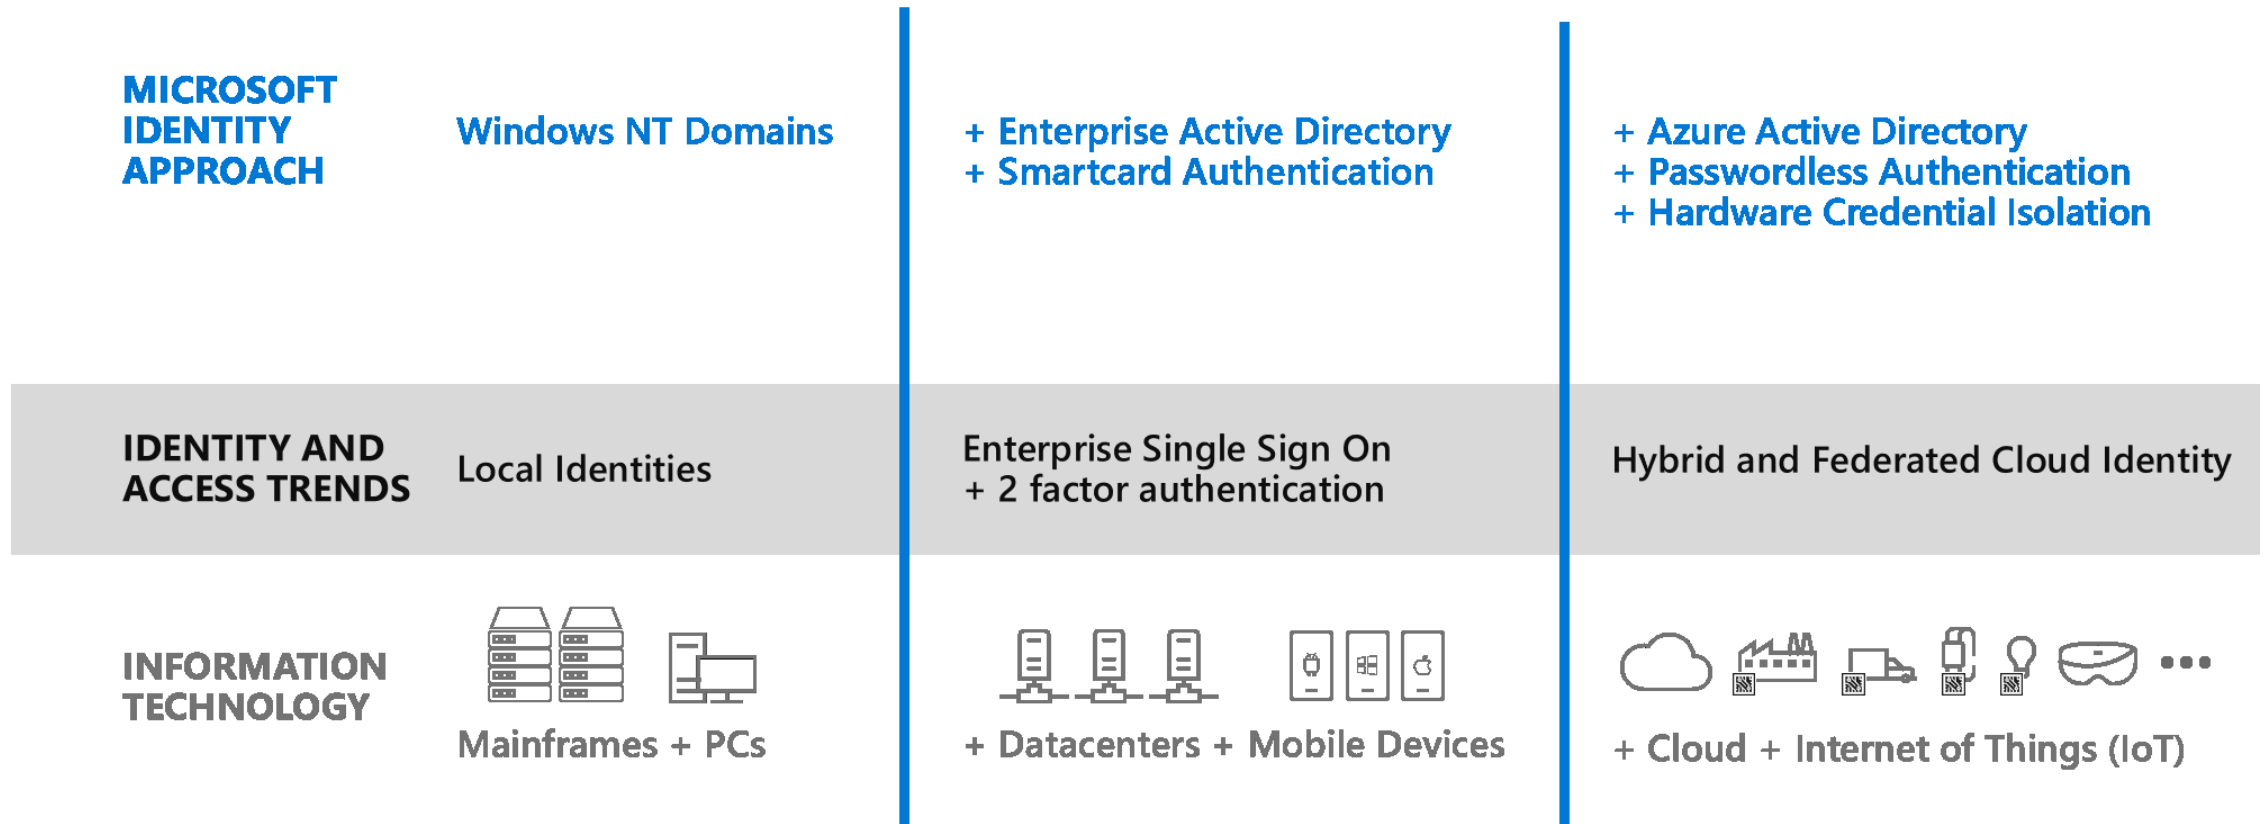 MICROSOFT
IDENTITY
APPROACH
Windows NT Domains
+ Enterprise Active Directory
+ Smartcard Authentication
+ Azure Active Directory
+ Passwordless Authentication
+ Hardware Credential Isolation
IDENTITY AND
ACCESS TRENDS
Local Identities
Enterprise Single Sign On
+ 2 factor authentication
Hybrid and Federated Cloud Identity
INFORMATION
TECHNOLOGY
Mainframes + PCs
+ Datacenters + Mobile Devices
+ Cloud + Internet of Things (IoT)